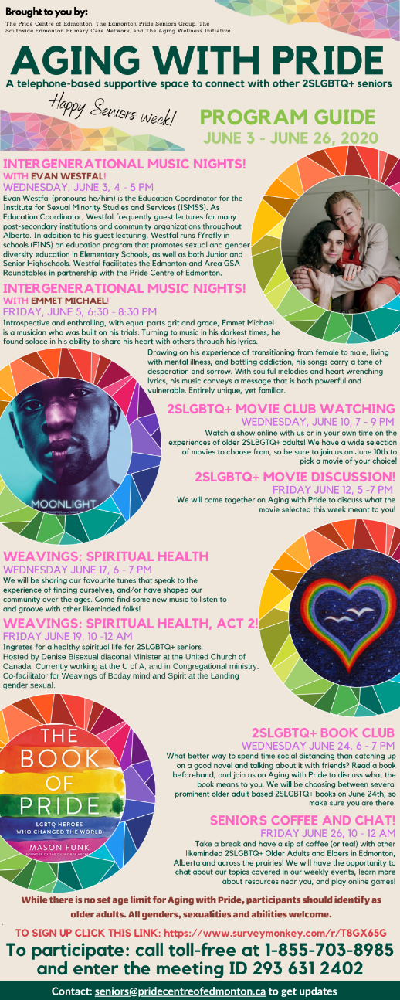 Brought to you by:
The Pride Centre of Edmonton, The Edmonton Pride Seniors Group, The
Southside Edmonton Primary Care Network, and The Aging Wellness Initiative
AGING WITH PRIDE
A telephone-based supportive space to connect with other 2SLGBTQ+ seniors
Happy Seniors week!
PROGRAM GUIDE
JUNE 3 - JUNE 26, 2020
INTERGENERATIONAL MUSIC NIGHTS!
WITH EVAN WESTFAL!
WEDNESDAY, JUNE 3, 4 - 5 PM
Evan Westfal (pronouns he/him) is the Education Coordinator for the
Institute for Sexual Minority Studies and Services (ISMSS). As
Education Coordinator, Westfal frequently guest lectures for many
post-secondary institutions and community organizations throughout
Alberta. In addition to his guest lecturing, Westfal runs fYrefly in
schools (FINS) an education program that promotes sexual and gender
diversity education in Elementary Schools, as well as both Junior and
Senior Highschools. Westfal facilitates the Edmonton and Area GSA
Roundtables in partnership with the Pride Centre of Edmonton.
INTERGENERATIONAL MUSIC NIGHTS!
WITH EMMET MICHAEL!
FRIDAY, JUNE 5, 6:30 - 8:30 PM
Introspective and enthralling, with equal parts grit and grace, Emmet Michael
is a musician who was built on his trials. Turning to music in his darkest times, he
found solace in his ability to share his heart with others through his lyrics.
Drawing on his experience of transitioning from female to male, living
with mental illness, and battling addiction, his songs carry a tone of
desperation and sorrow. With soulful melodies and heart wrenching
lyrics, his music conveys a message that is both powerful and
vulnerable. Entirely unique, yet familiar.
MOONLIGHT
2SLGBTQ+ MOVIE CLUB WATCHING
WEDNESDAY, JUNE 10, 7 - 9 PM
Watch a show online with us or in your own time on the
experiences of older 2SLBGTQ+ adults! We have a wide selection
of movies to choose from, so be sure to join us on June 10th to
pick a movie of your choice!
2SLGBTQ+ MOVIE DISCUSSION!
FRIDAY JUNE 12, 5 -7 PM
We will come together on Aging with Pride to discuss what the
movie selected this week meant to you!
WEAVINGS: SPIRITUAL HEALTH
WEDNESDAY JUNE 17, 6 - 7 PM
We will be sharing our favourite tunes that speak to the
experience of finding ourselves, and/or have shaped our
community over the ages. Come find some new music to listen to
and groove with other likeminded folks!
WEAVINGS: SPIRITUAL HEALTH, ACT 2!
FRIDAY JUNE 19, 10 -12 AM
Ingretes for a healthy spiritual life for 2SLGBTQ+ seniors.
Hosted by Denise Bisexual diaconal Minister at the United Church of
Canada, Currently working at the U of A, and in Congregational ministry.
Co-facilitator for Weavings of Boday mind and Spirit at the Landing
gender sexual.
THE
BOOK
OF
PRIDE
LGBTQ HEROES
WHO CHANGED THE WORLD
MASON FUNK
FOUNDER OF THE OUTWORDS ARCHIVE
2SLGBTQ+ BOOK CLUB
WEDNESDAY JUNE 24, 6 - 7 PM
What better way to spend time social distancing than catching up
on a good novel and talking about it with friends? Read a book
beforehand, and join us on Aging with Pride to discuss what the
book means to you. We will be choosing between several
prominent older adult based 2SLGBTQ+ books on June 24th, so
make sure you are there!
SENIORS COFFEE AND CHAT!
FRIDAY JUNE 26, 10 - 12 AM
Take a break and have a sip of coffee (or tea!) with other
likeminded 2SLGBTQ+ Older Adults and Elders in Edmonton,
Alberta and across the prairies! We will have the opportunity to
chat about our topics covered in our weekly events, learn more
about resources near you, and play online games!
While there is no set age limit for Aging with Pride, participants should identify as
older adults. All genders, sexualities and abilities welcome.
TO SIGN UP CLICK THIS LINK: https://www.surveymonkey.com/r/T8GX65G
To participate: call toll-free at 1-855-703-8985
and enter the meeting ID 293 631 2402
Contact: seniors@pridecentreofedmonton.ca to get updates